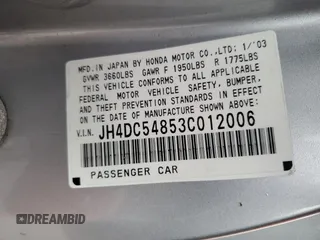 MFD.IN JAPAN BY HONDA MOTOR CO.,LTD: 1/'03
GVWR 3660LBS GAWR F 1950LBS R 1775LBS
THIS VEHICLE CONFORMS TO ALL APPLICABLE
FEDERAL MOTOR VEHICLE SAFETY, BUMPER,
AND THEFT PREVENTION STANDARDS IN EFFECT
ON THE DATE OF MANUFACTURE SHOWN ABOVE.
V.I.N. JH4DC54853C012006
PASSENGER CAR
DREAMBID